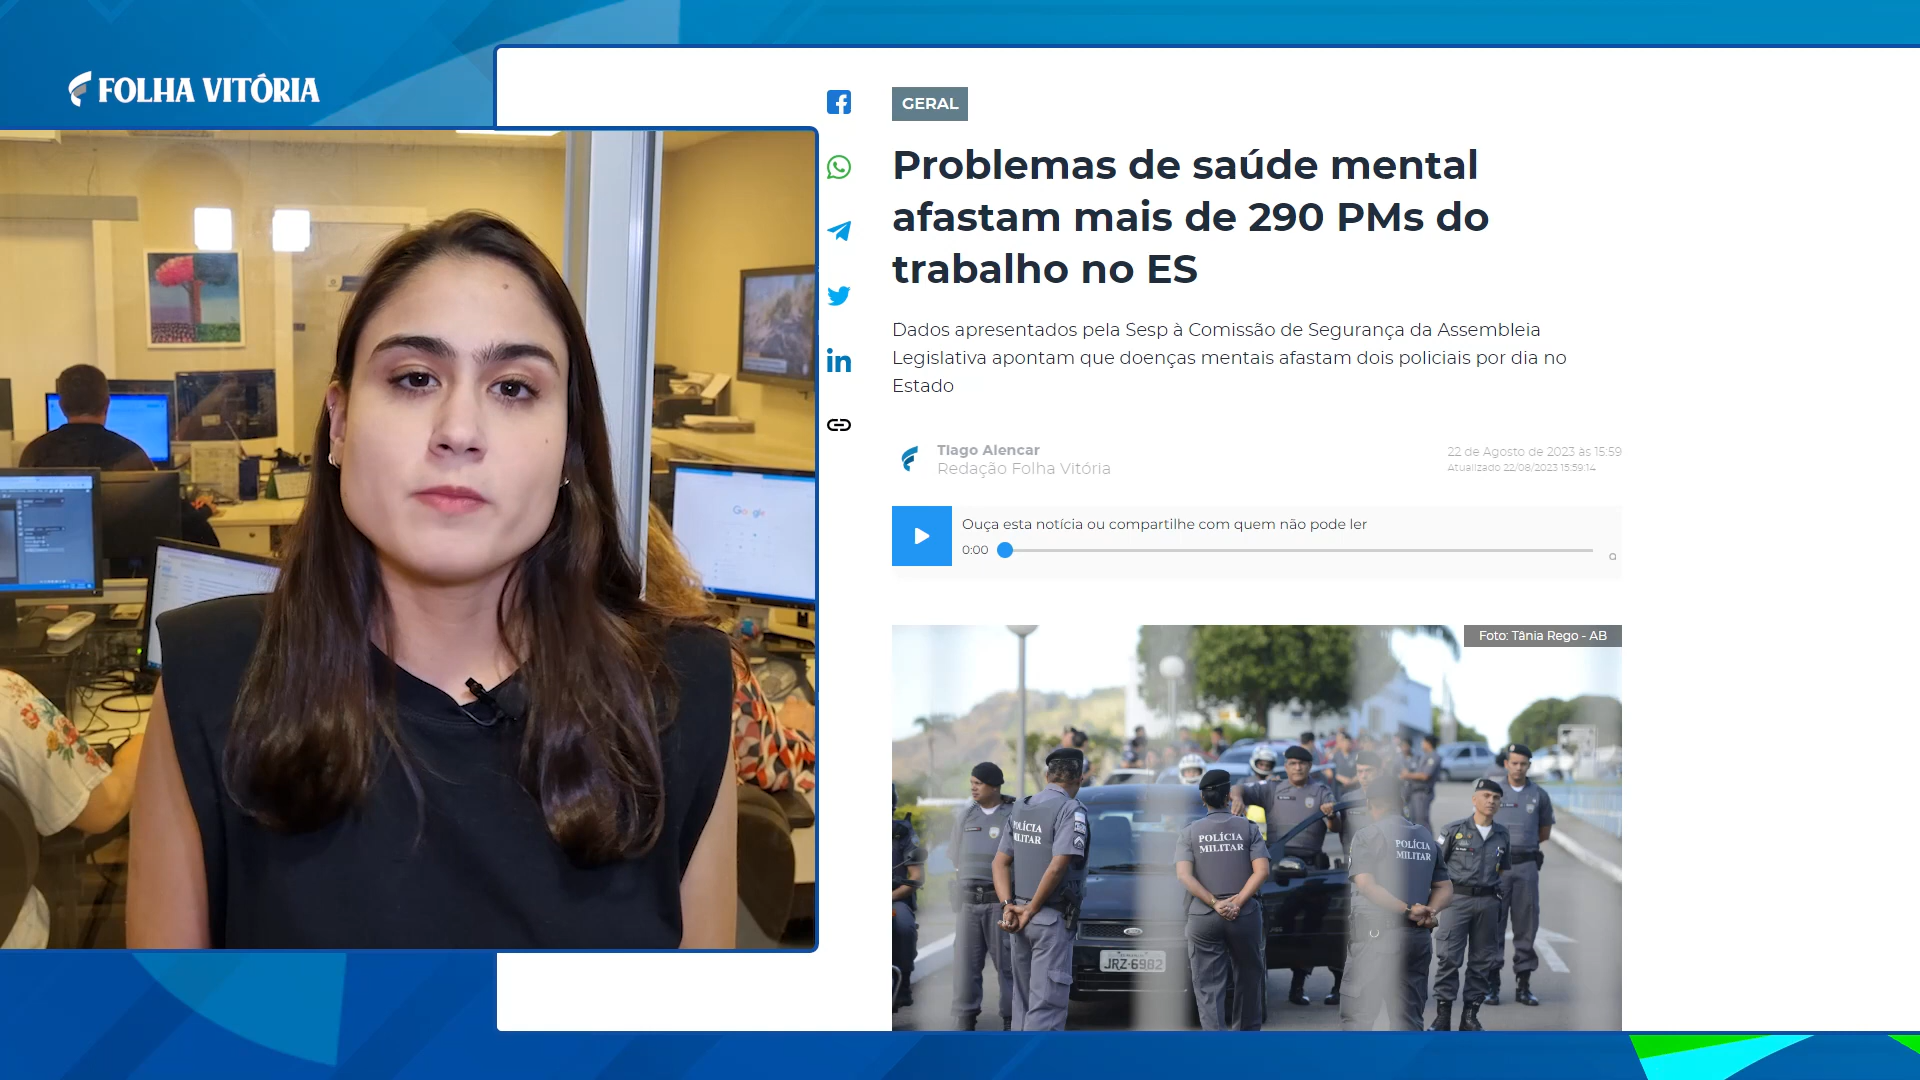 FOLHA VITÓRIA
GERAL
Problemas de saúde mental
afastam mais de 290 PMs do
trabalho no ES
Dados apresentados pela Sesp à Comissão de Segurança da Assembleia
Legislativa apontam que doenças mentais afastam dois policiais por dia no
Estado
Tiago Alencar
Redação Folha Vitória
22 de Agosto de 2023 às 15:59
Atualizado 22/08/2023 15:59:14
Ouça esta notícia ou compartilhe com quem não pode ler
0:00
Foto: Tânia Rego - AB
POLÍCIA
MILITAR
POLÍCIA
MILITAR
POLÍCIA
MILITAR
JRZ-6982
Google